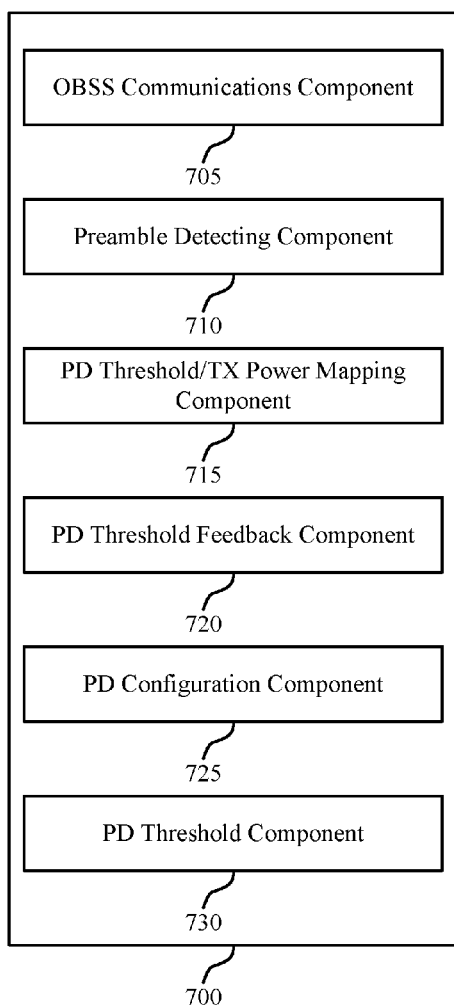 OBSS Communications Component
705
Preamble Detecting Component
710
PD Threshold/TX Power Mapping
Component
715
PD Threshold Feedback Component
720
PD Configuration Component
725
PD Threshold Component
730
700